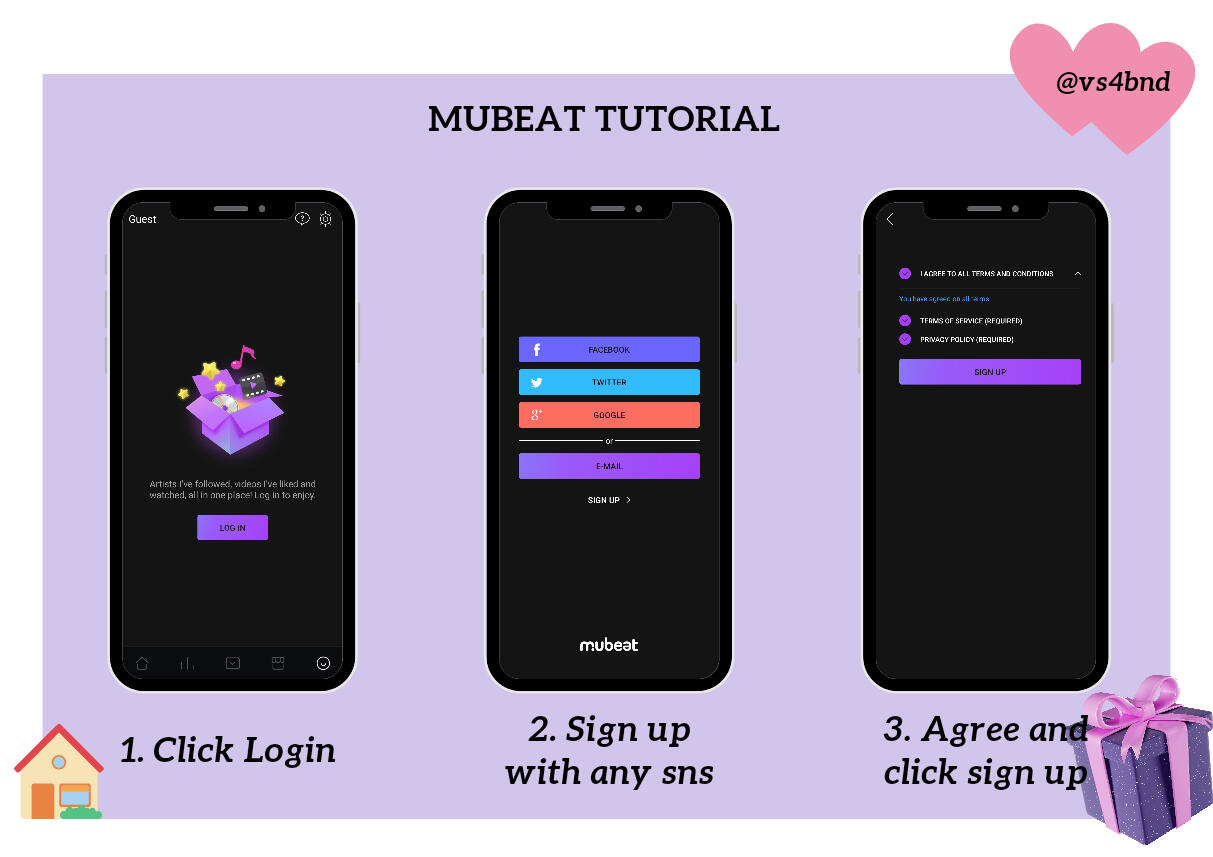 @vs4bnd
MUBEAT TUTORIAL
Guest
?
Artists I've followed, videos I've liked and
watched, all in one place! Log in to enjoy.
LOG IN
1. Click Login
f
FACEBOOK
TWITTER
g+
GOOGLE
or
E-MAIL
SIGN UP >
mubeat
2. Sign up
with any sns
I AGREE TO ALL TERMS AND CONDITIONS
You have agreed on all terms
TERMS OF SERVICE (REQUIRED)
PRIVACY POLICY (REQUIRED)
SIGN UP
3. Agree and
click sign up